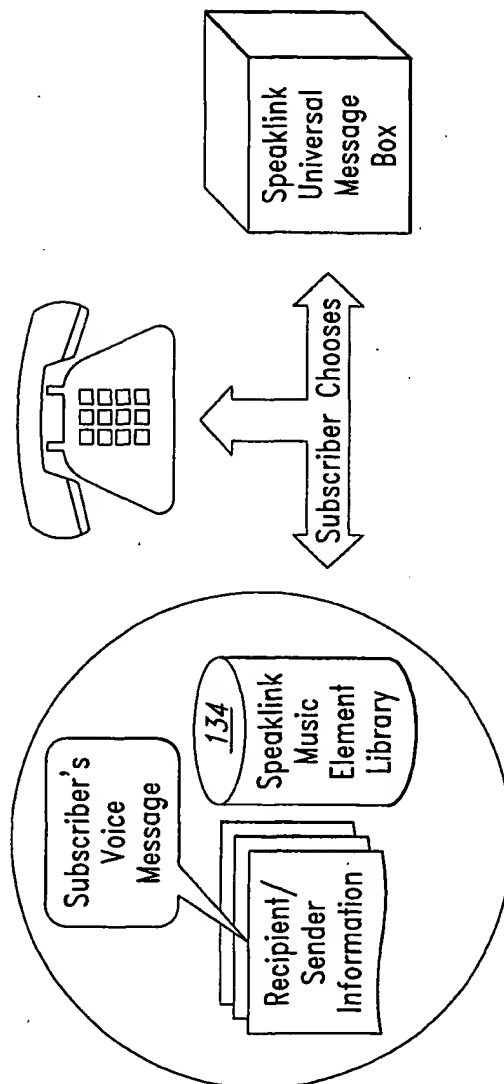 Subscriber's
Voice
Message
Recipient/
Sender
Information
134
Speaklink
Music
Element
Library
Subscriber Chooses
Speaklink
Universal
Message
Box